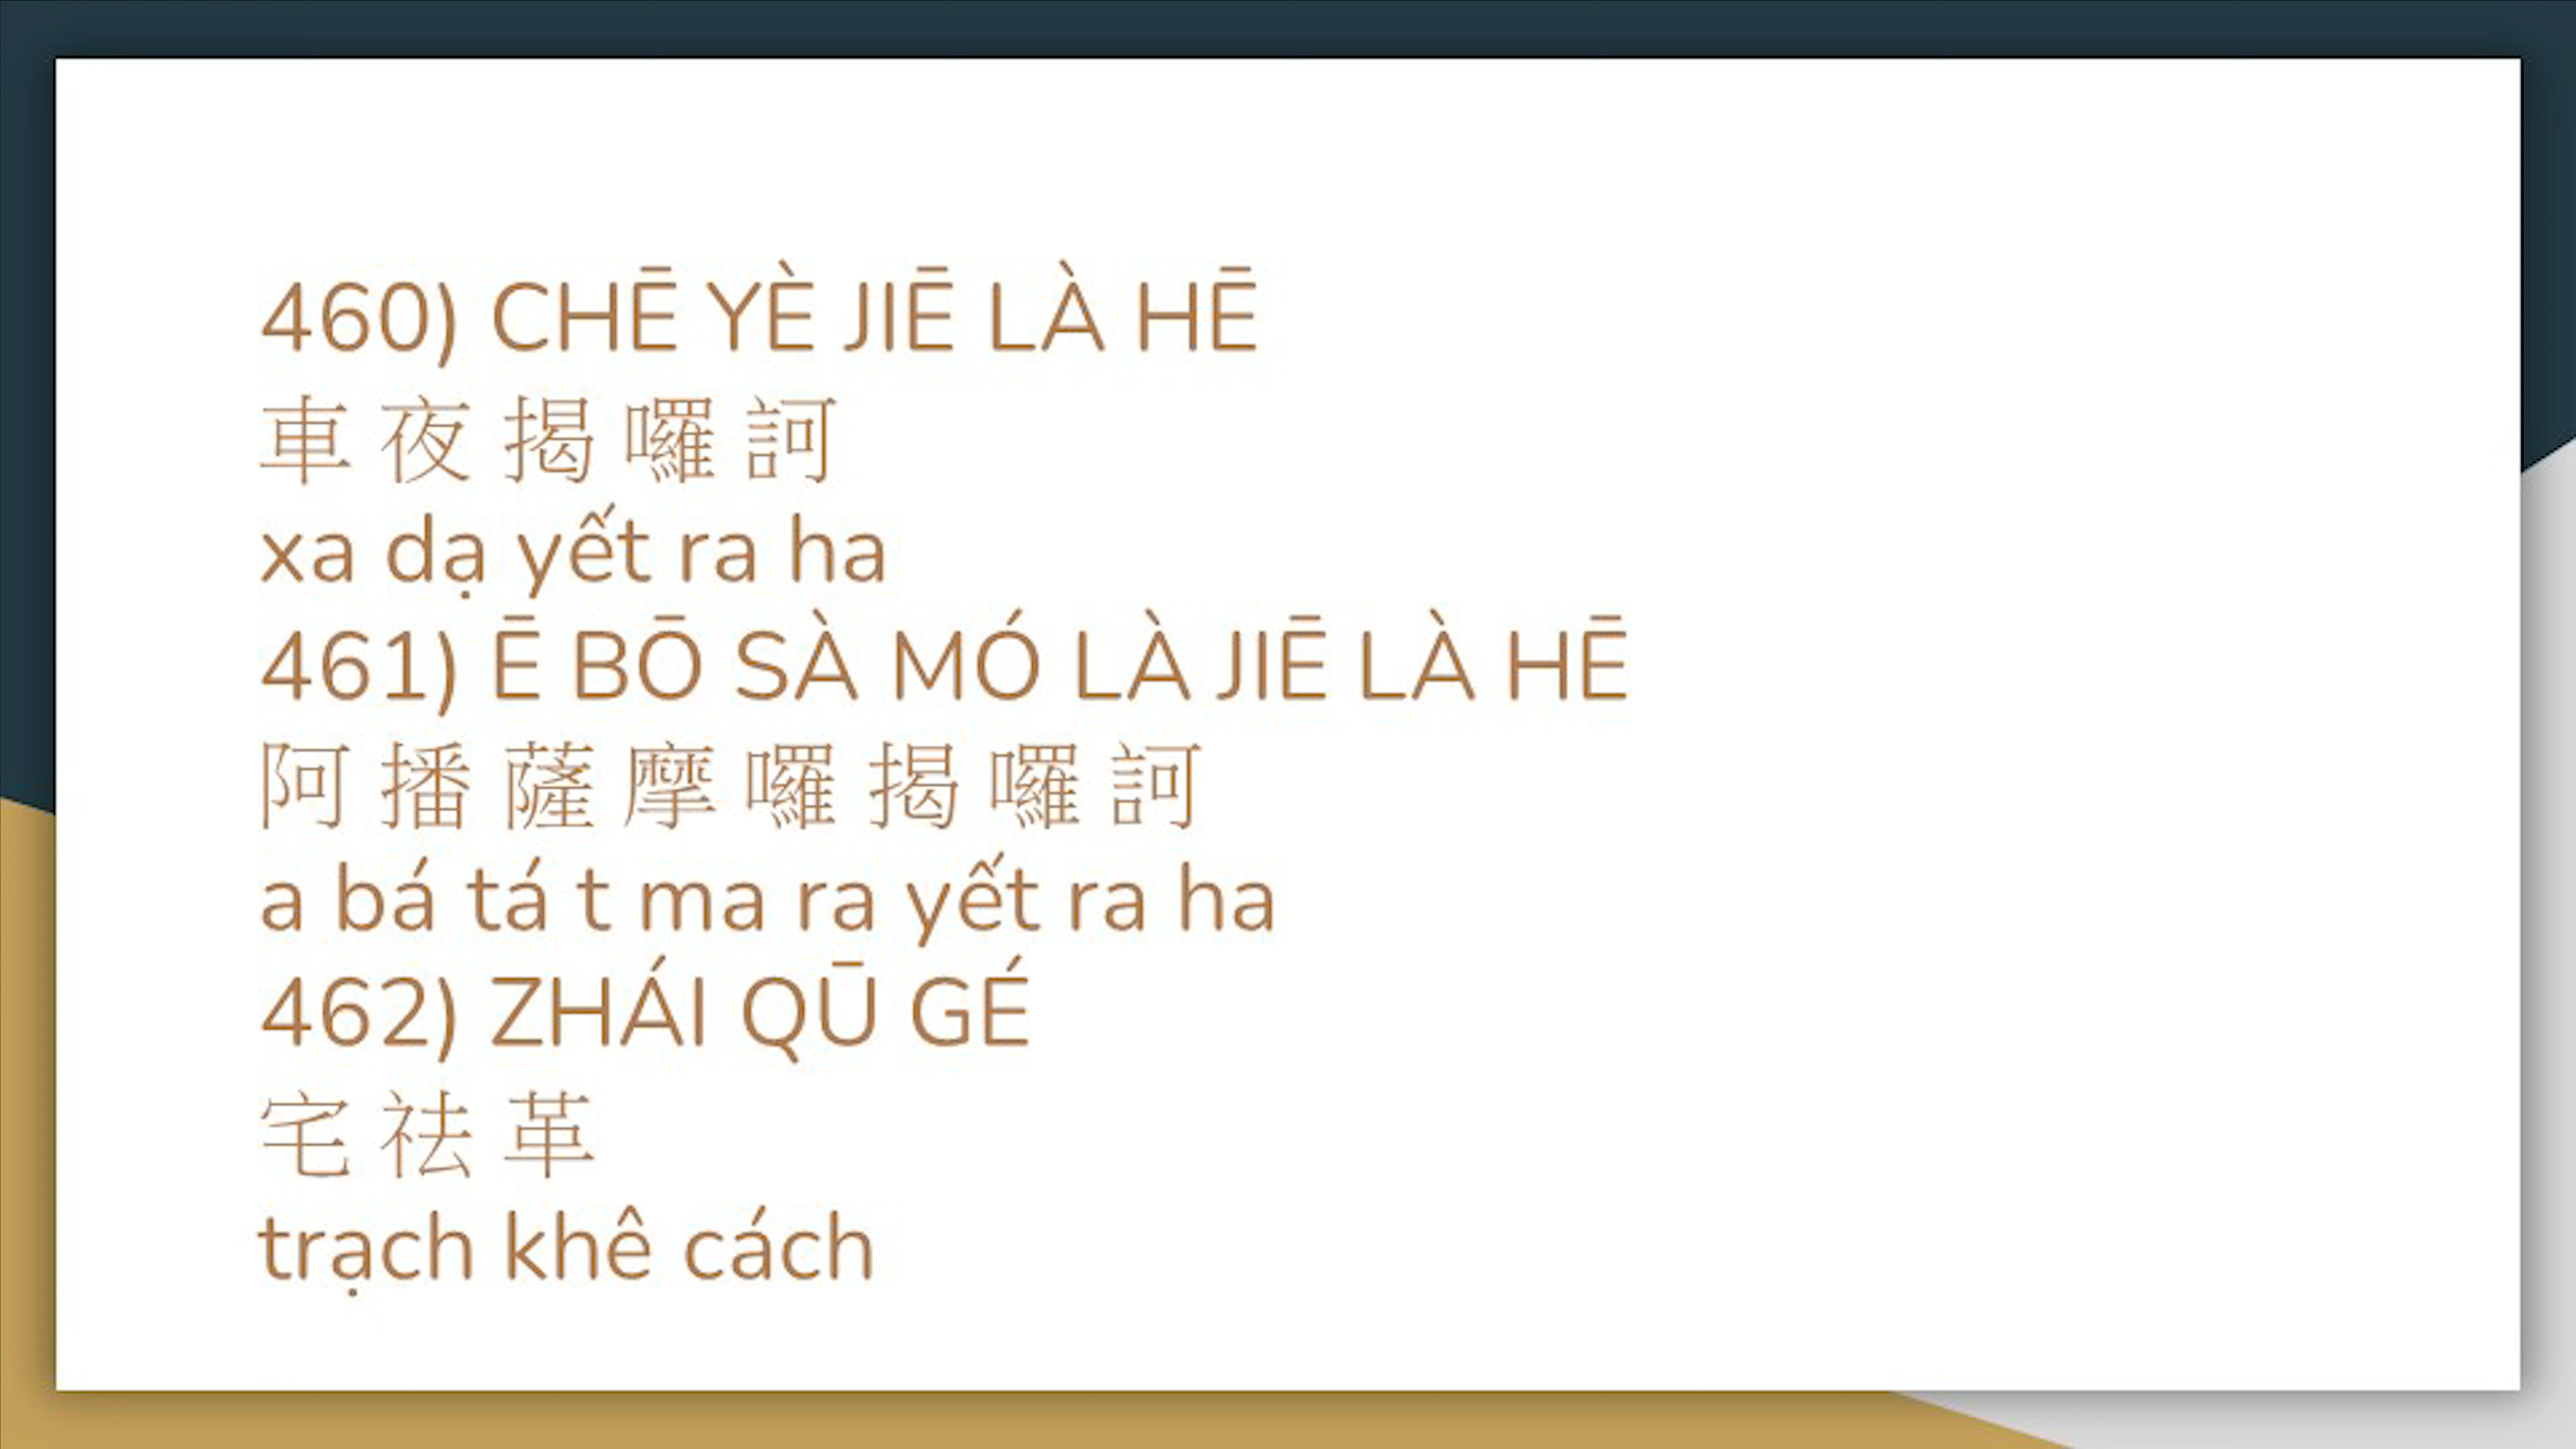 460) CHĒ YÈ JIĒ LÀ HĒ
車 夜 揭 囉 訶
xa dạ yết ra ha
461) Ē BŌ SÀ MÓ LÀ JIĒ LÀ HĒ
阿 播 薩 摩 囉 揭 囉 訶
a bá tá t ma ra yết ra ha
462) ZHÁI QŪ GÉ
宅 祛 革
trạch khê cách